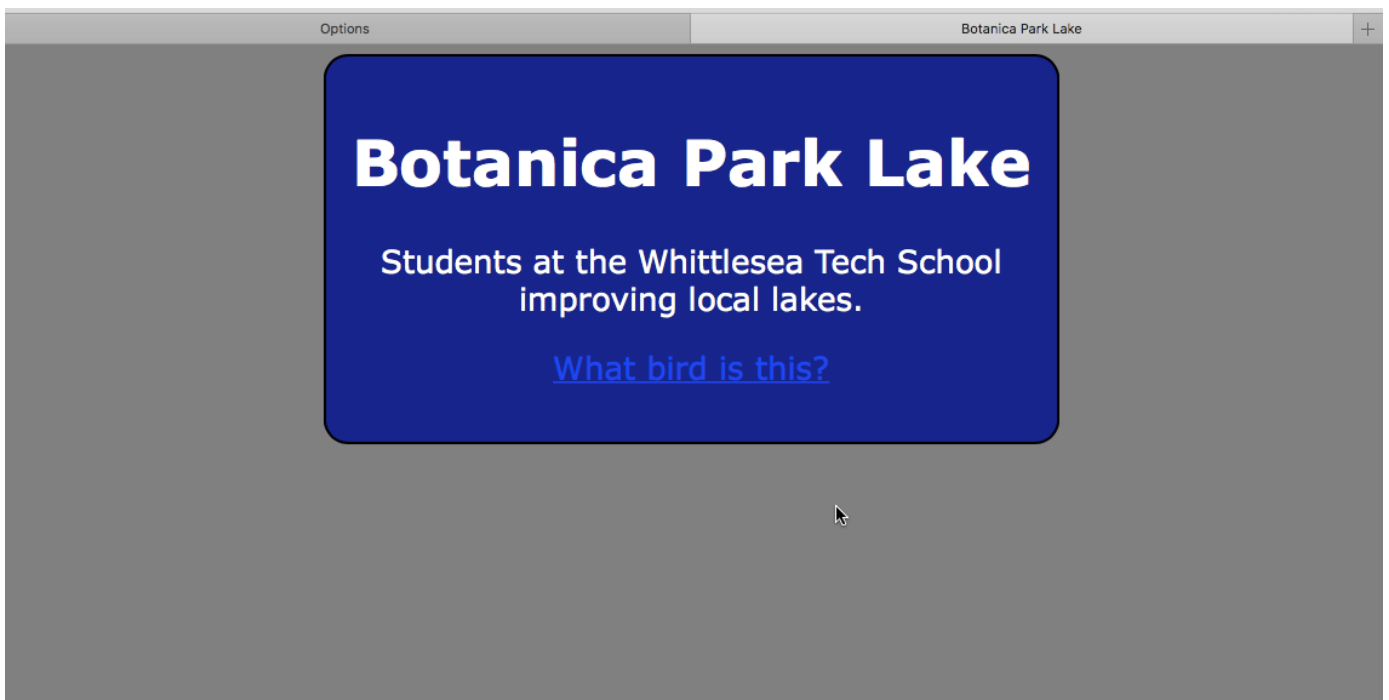 Options
Botanica Park Lake
+
Botanica Park Lake
Students at the Whittlesea Tech School
improving local lakes.
What bird is this?